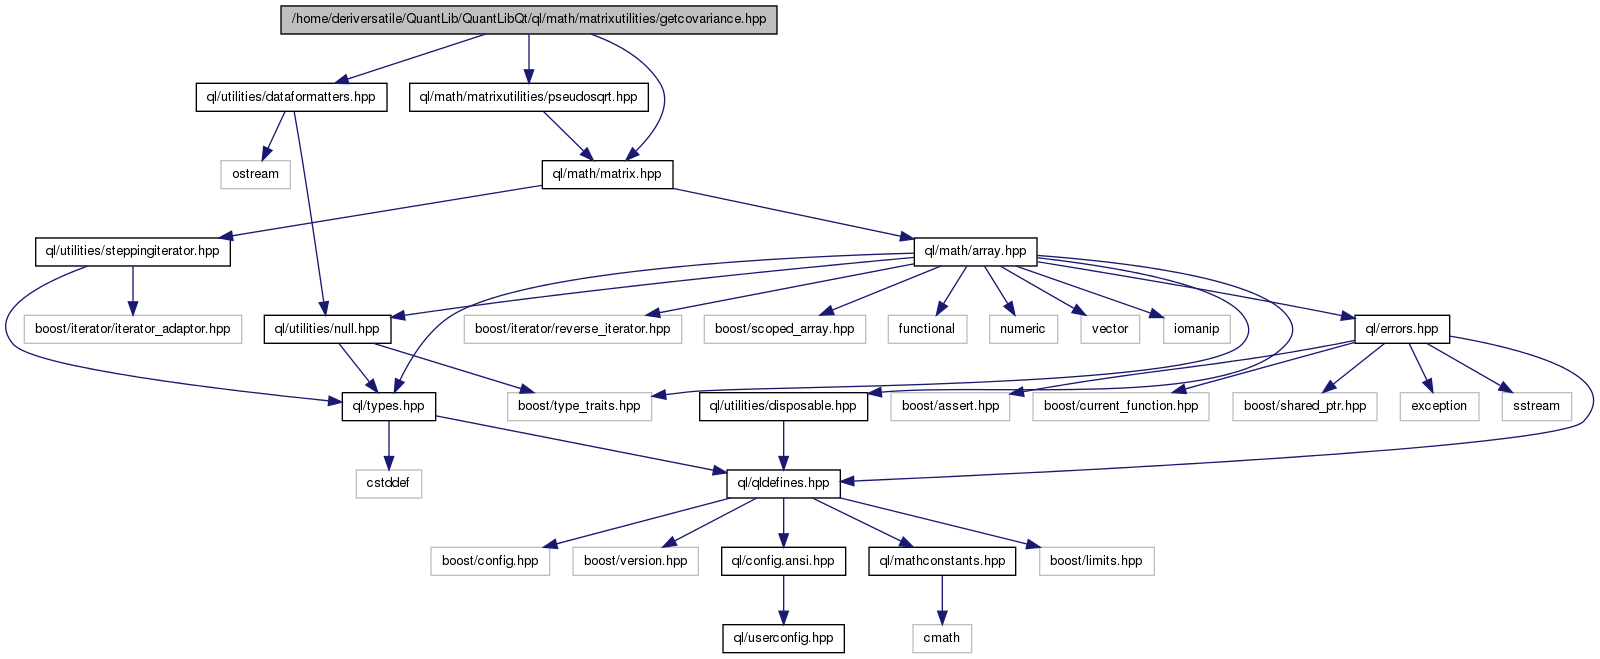 /home/deriversatile/QuantLib/QuantLibQt/ql/math/matrixutilities/getcovariance.hpp
ql/utilities/dataformatters.hpp
ql/math/matrixutilities/pseudosqrt.hpp
ostream
ql/math/matrix.hpp
ql/utilities/steppingiterator.hpp
ql/math/array.hpp
boost/iterator/iterator_adaptor.hpp
ql/utilities/null.hpp
boost/iterator/reverse_iterator.hpp
boost/scoped_array.hpp
functional
numeric
vector
iomanip
ql/errors.hpp
ql/types.hpp
boost/type_traits.hpp
ql/utilities/disposable.hpp
boost/assert.hpp
boost/current_function.hpp
boost/shared_ptr.hpp
exception
sstream
cstddef
ql/qldefines.hpp
boost/config.hpp
boost/version.hpp
ql/config.ansi.hpp
ql/mathconstants.hpp
boost/limits.hpp
ql/userconfig.hpp
cmath